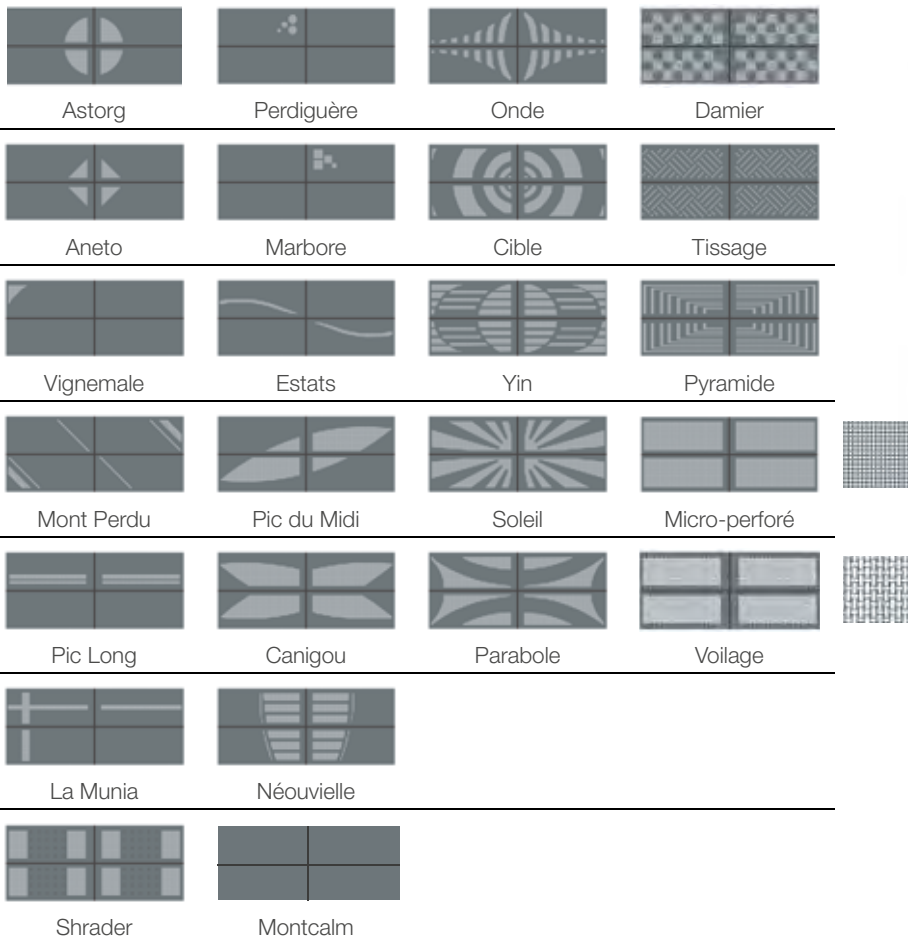 Astorg Perdiguère Onde Damier
Aneto Marbore Cible Tissage
Vignemale Estats Yin Pyramide
Mont Perdu Pic du Midi Soleil Micro-perforé
Pic Long Canigou Parabole Voilage
La Munia Néouvielle
Shrader Montcalm